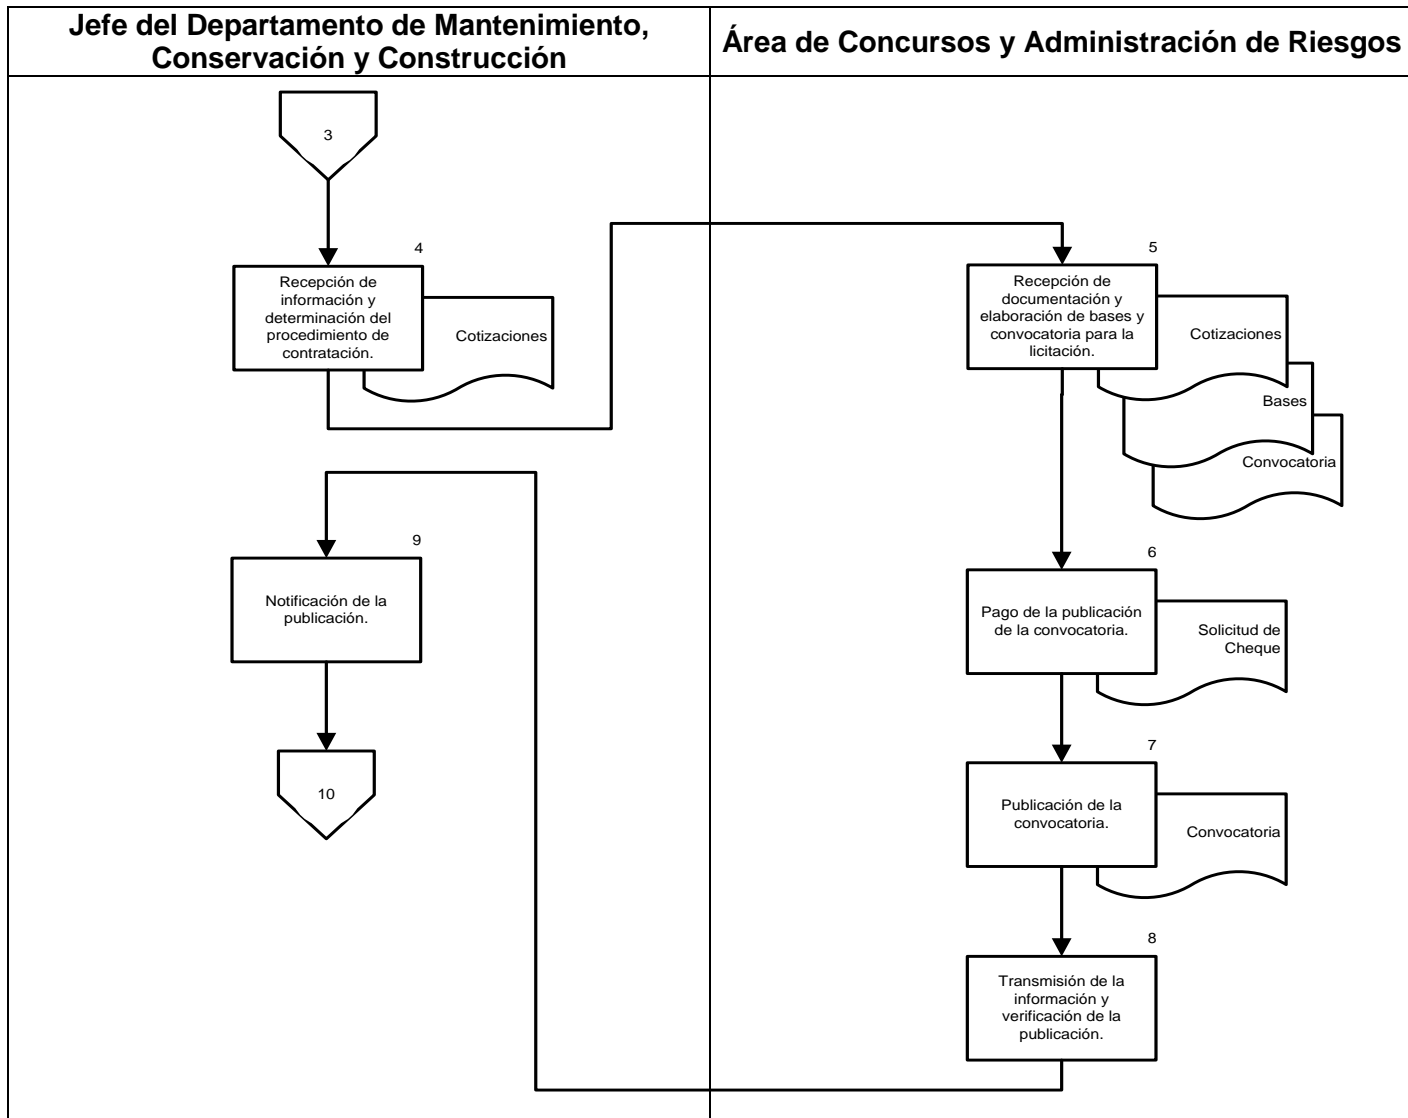 Jefe del Departamento de Mantenimiento,
Conservación y Construcción
Área de Concursos y Administración de Riesgos
3
4
Recepción de
información y
determinación del
procedimiento de
contratación.
Cotizaciones
5
Recepción de
documentación y
elaboración de bases y
convocatoria para la
licitación.
Cotizaciones
Bases
Convocatoria
6
Pago de la publicación
de la convocatoria.
Solicitud de
Cheque
7
Publicación de la
convocatoria.
Convocatoria
8
Transmisión de la
información y
verificación de la
publicación.
9
Notificación de la
publicación.
10